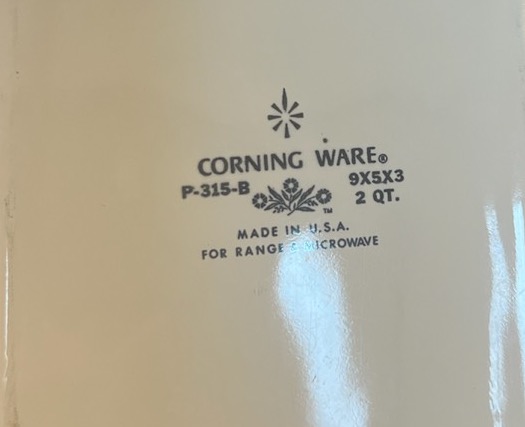 CORNING WARE®
P-315-B 9X5X3
2 QT.
™
MADE IN U.S.A.
FOR RANGE & MICROWAVE